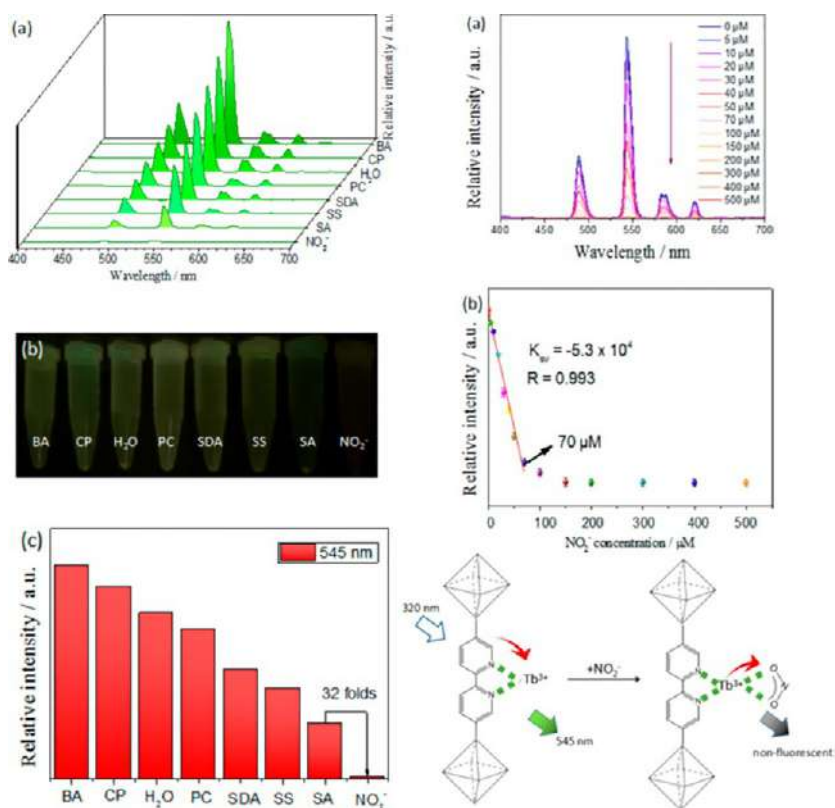 (a)
Relative intensity / a.u.
BA
CP
H₂O
PC
SDA
SS
SA
NO₂⁻
400 450 500 550 600 650 700
Wavelength / nm
(b)
BA CP H₂O PC SDA SS SA NO₂⁻
(c)
545 nm
Relative intensity / a.u.
32 folds
BA CP H₂O PC SDA SS SA NO₂⁻
(a)
Relative intensity / a.u.
0 μM
5 μM
10 μM
20 μM
30 μM
40 μM
50 μM
70 μM
100 μM
150 μM
200 μM
300 μM
400 μM
500 μM
400 450 500 550 600 650 700
Wavelength / nm
(b)
Relative intensity / a.u.
K_sv = -5.3 x 10⁴
R = 0.993
70 μM
0 100 200 300 400 500
NO₂⁻ concentration / μM
320 nm
N
N
Tb³⁺
545 nm
+NO₂⁻
N
N
Tb³⁺
O
N
O
non-fluorescent